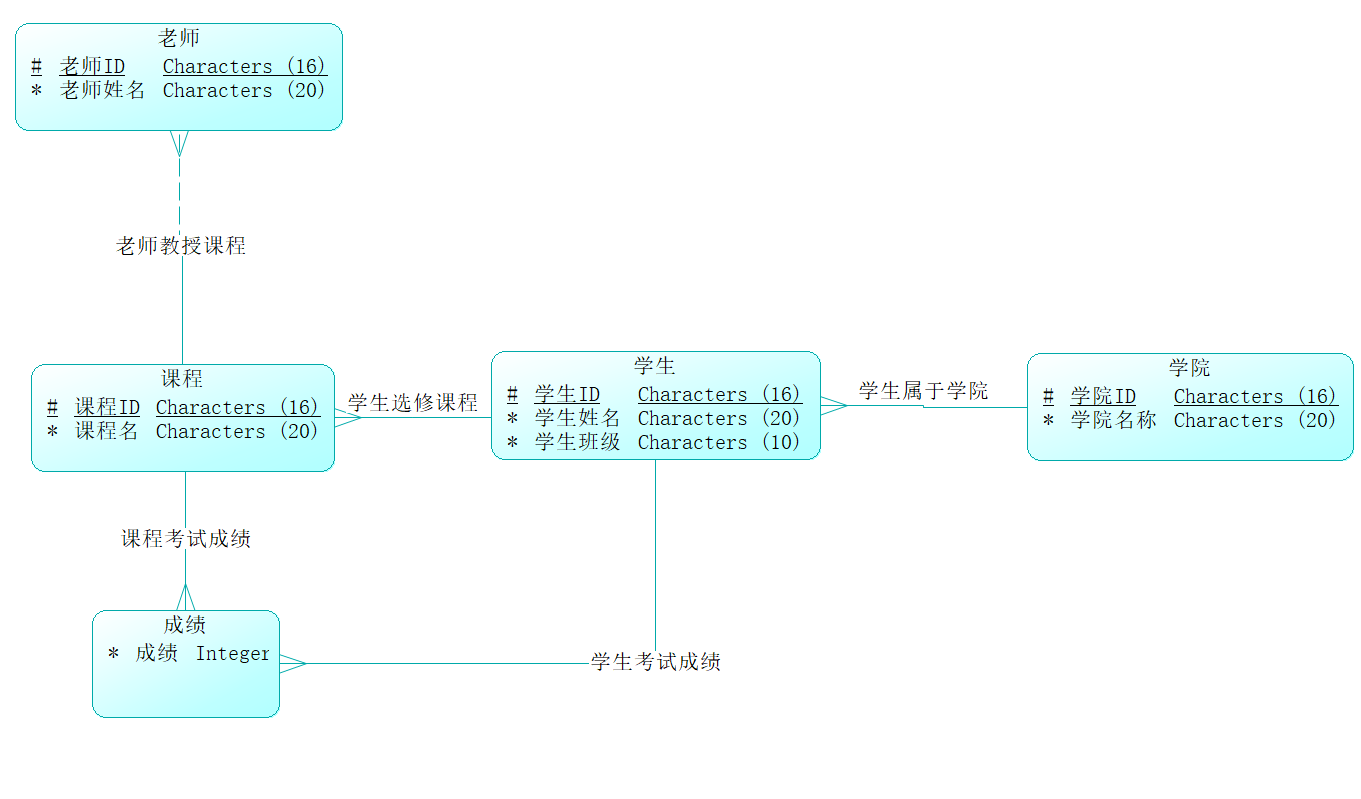 老师
# 老师ID Characters (16)
* 老师姓名 Characters (20)
老师教授课程
课程
# 课程ID Characters (16)
* 课程名 Characters (20)
学生选修课程
学生
# 学生ID Characters (16)
* 学生姓名 Characters (20)
* 学生班级 Characters (10)
学生属于学院
学院
# 学院ID Characters (16)
* 学院名称 Characters (20)
课程考试成绩
成绩
* 成绩 Integer
学生考试成绩